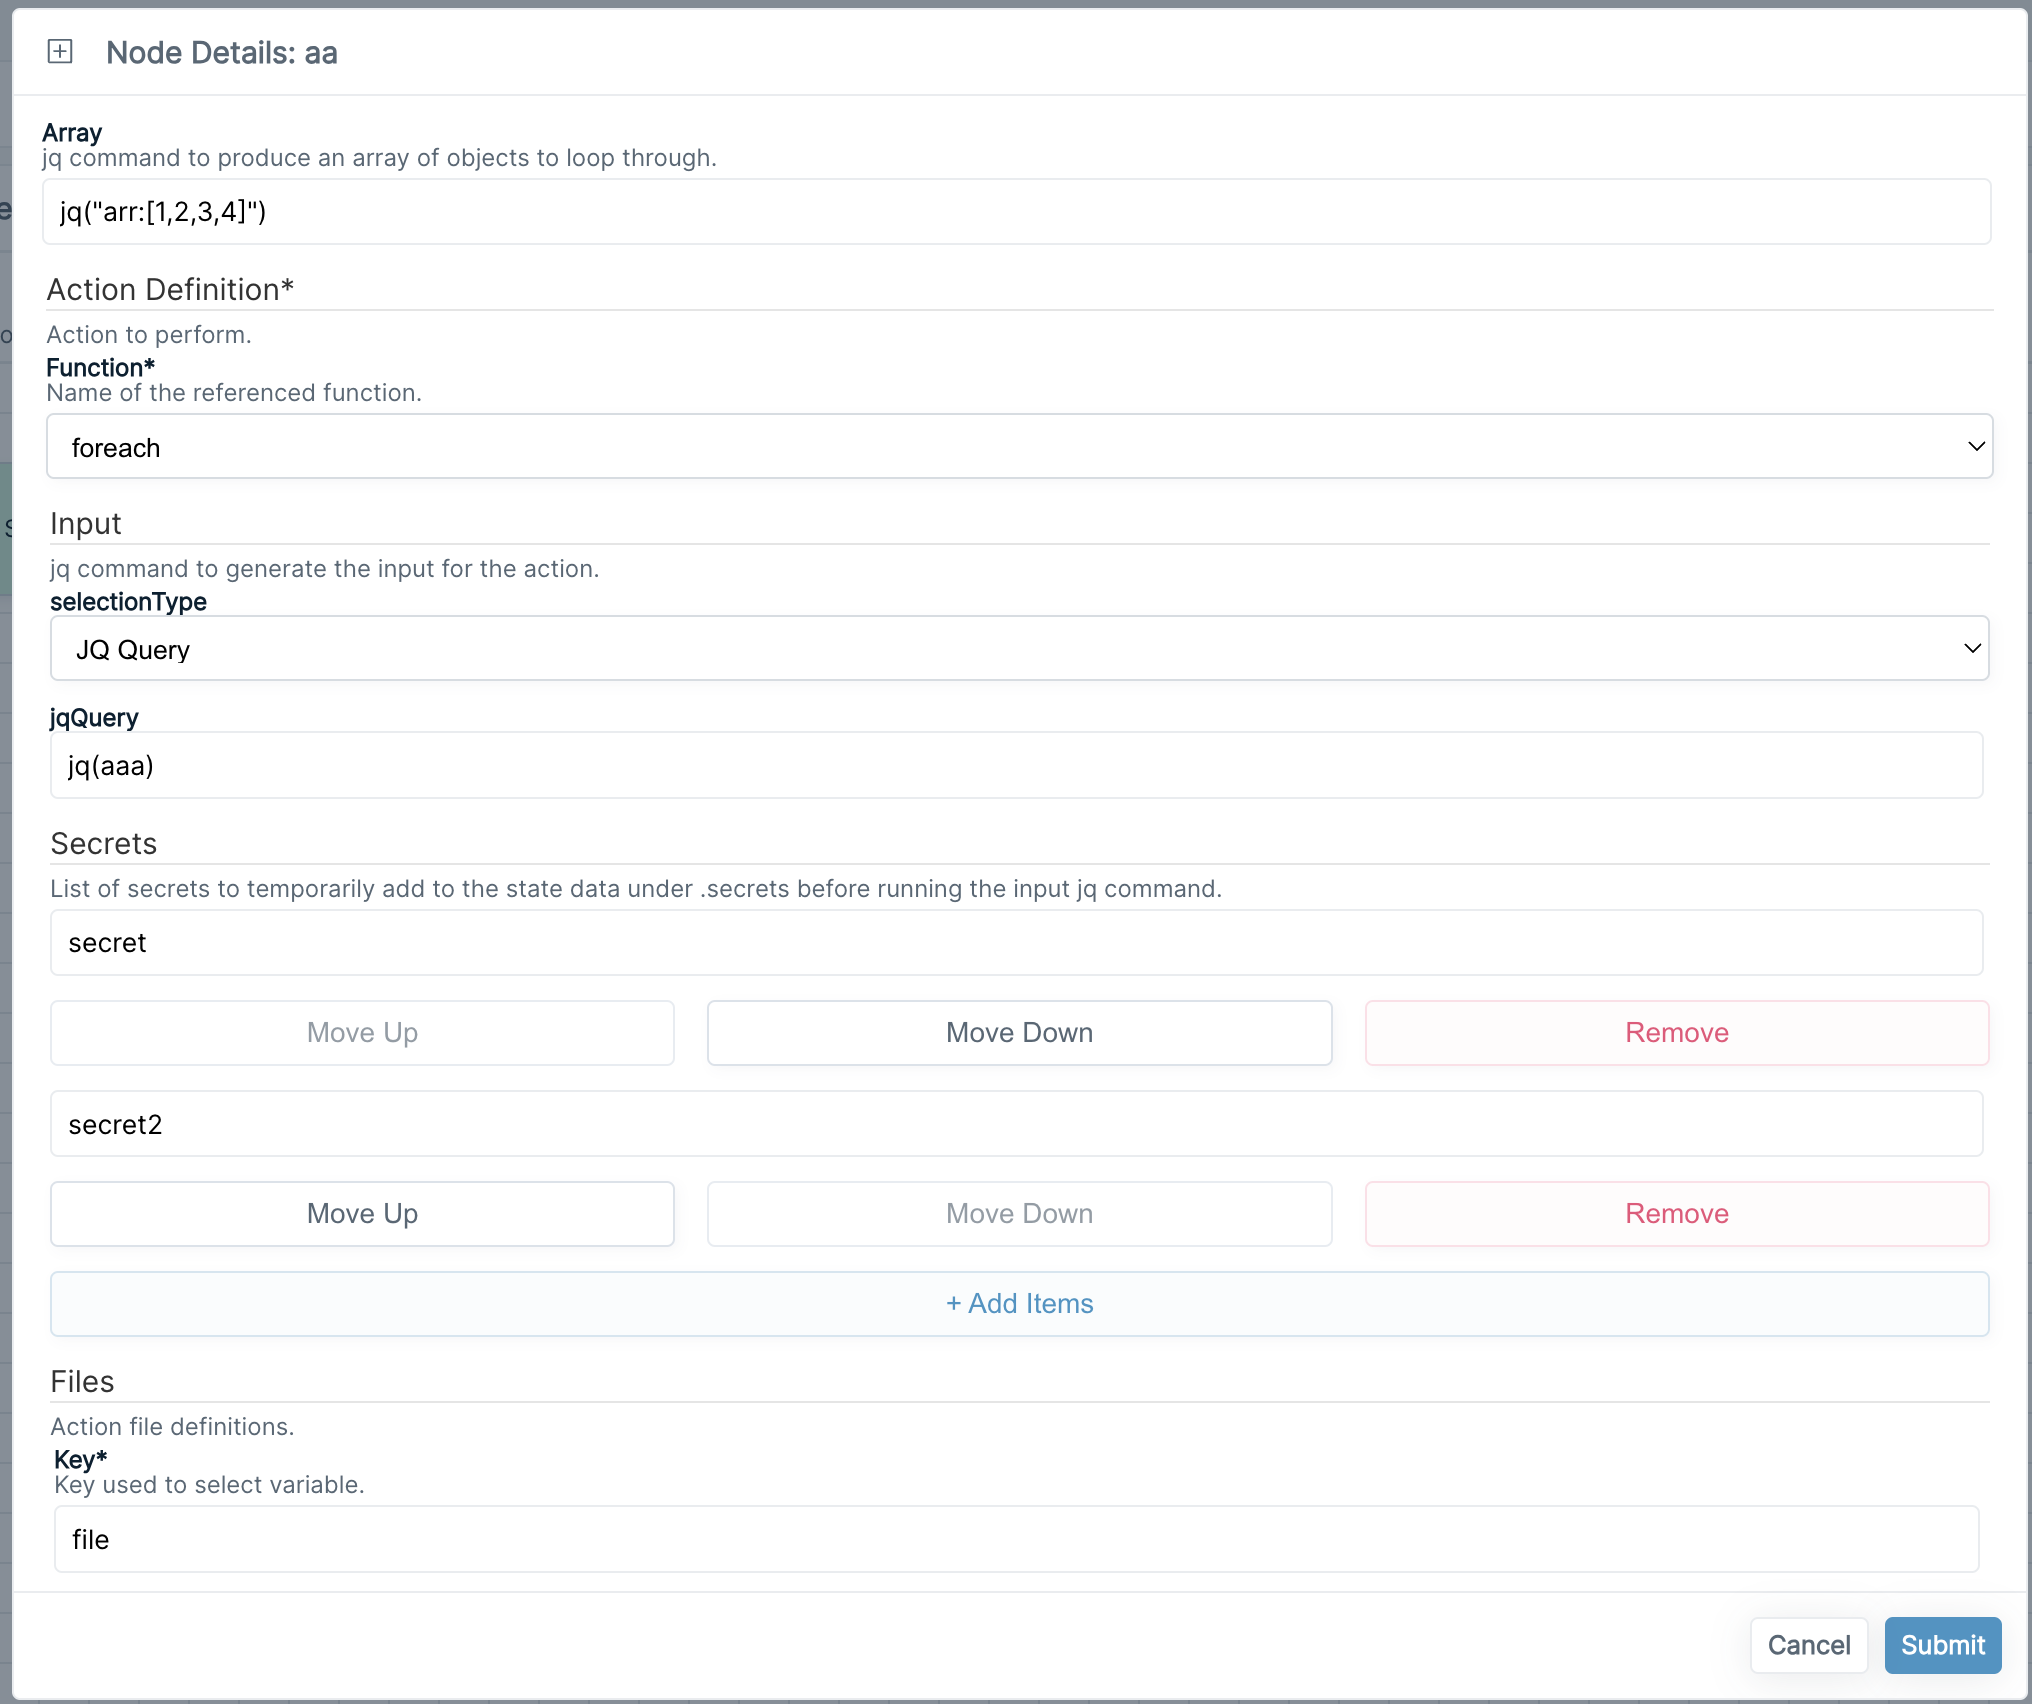 Node Details: aa
Array
jq command to produce an array of objects to loop through.
jq("arr:[1,2,3,4]")
Action Definition*
Action to perform.
Function*
Name of the referenced function.
foreach
Input
jq command to generate the input for the action.
selectionType
JQ Query
jqQuery
jq(aaa)
Secrets
List of secrets to temporarily add to the state data under .secrets before running the input jq command.
secret
Move Up Move Down Remove
secret2
Move Up Move Down Remove
+ Add Items
Files
Action file definitions.
Key*
Key used to select variable.
file
Cancel Submit